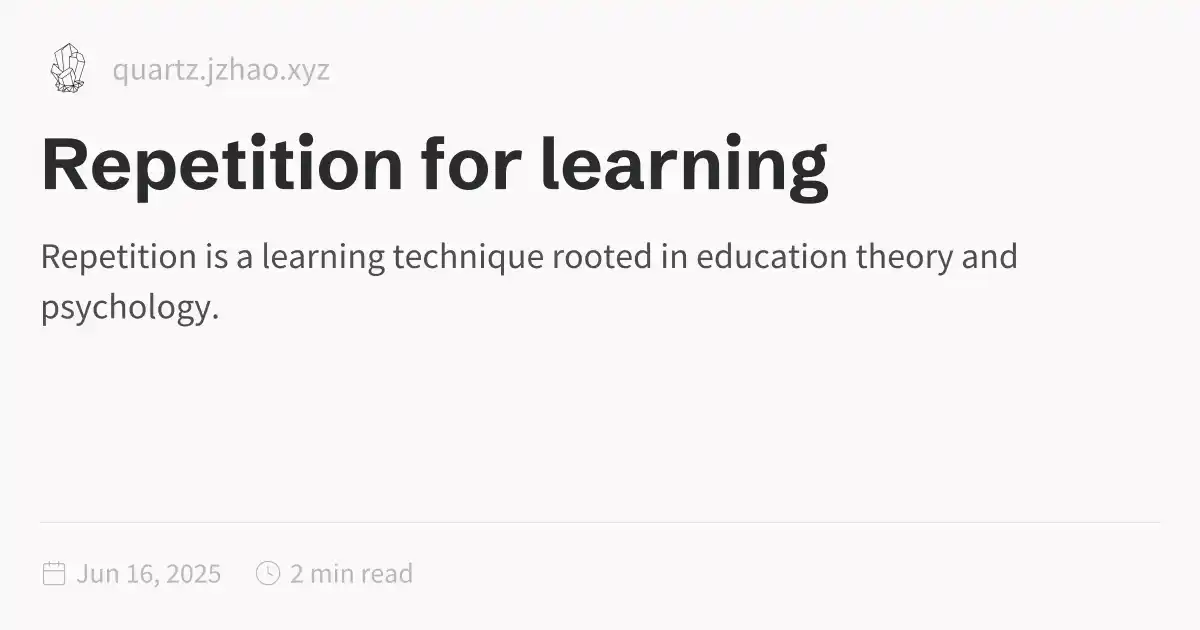 quartz.jzhao.xyz
Repetition for learning
Repetition is a learning technique rooted in education theory and
psychology.
Jun 16, 2025 2 min read